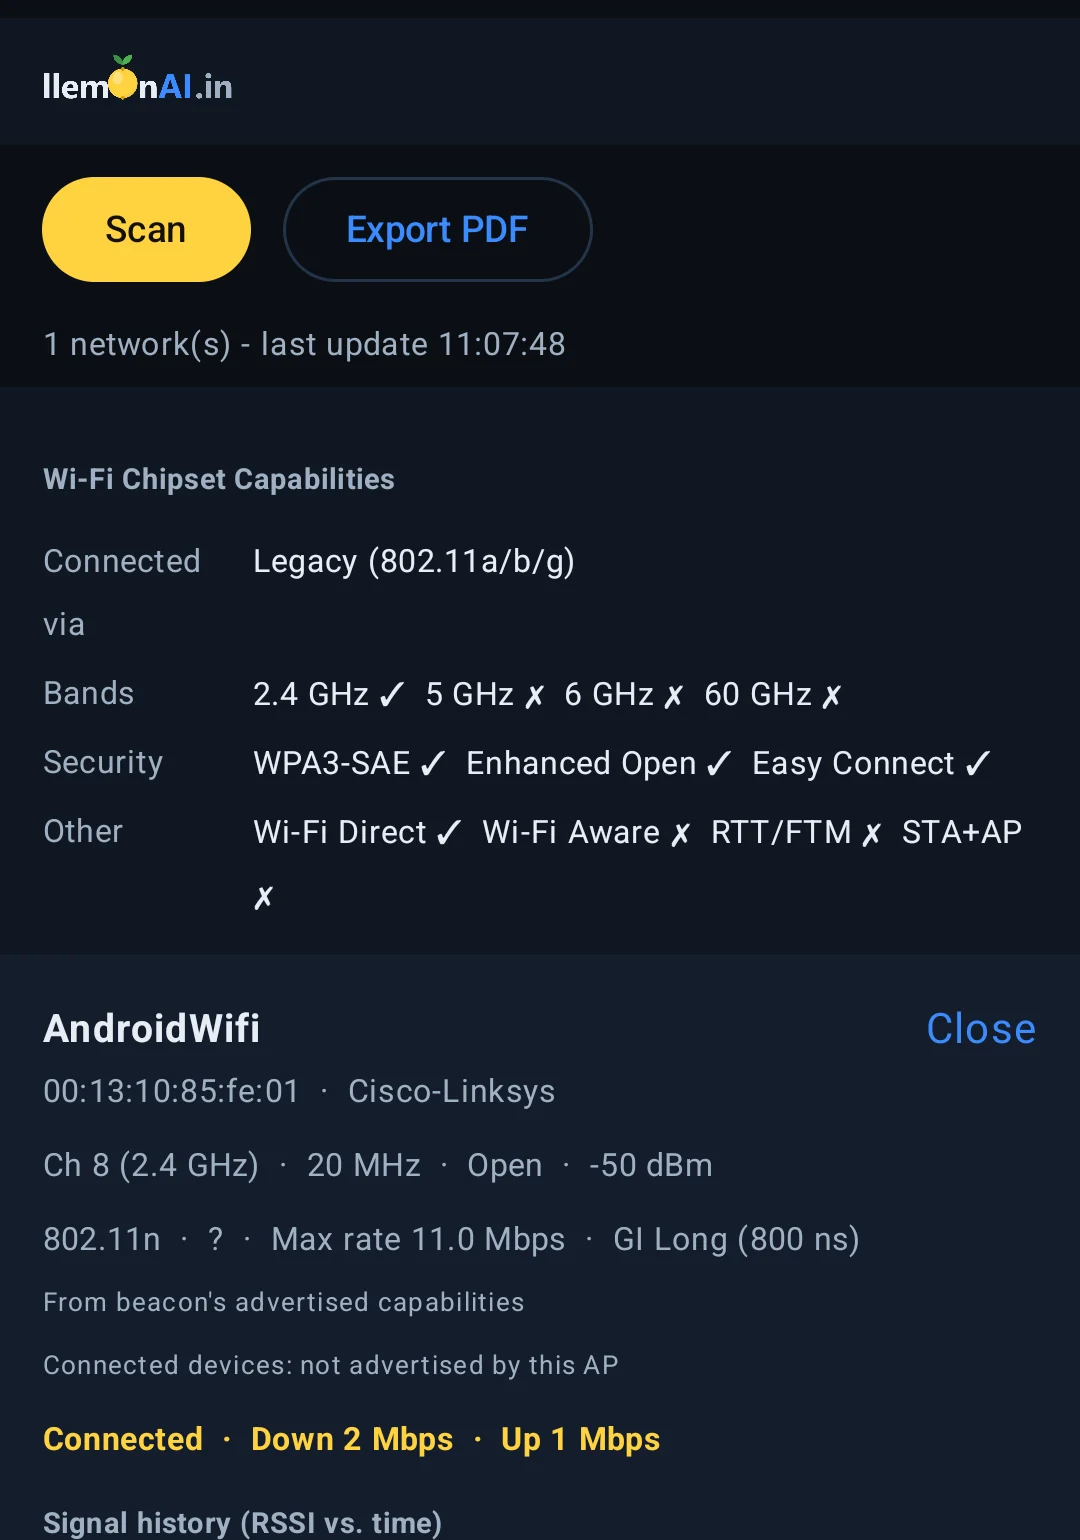 llemonAI.in
Scan Export PDF
1 network(s) - last update 11:07:48
Wi-Fi Chipset Capabilities
Connected via Legacy (802.11a/b/g)
Bands 2.4 GHz ✓ 5 GHz ✗ 6 GHz ✗ 60 GHz ✗
Security WPA3-SAE ✓ Enhanced Open ✓ Easy Connect ✓
Other Wi-Fi Direct ✓ Wi-Fi Aware ✗ RTT/FTM ✗ STA+AP
✗
AndroidWifi Close
00:13:10:85:fe:01 · Cisco-Linksys
Ch 8 (2.4 GHz) · 20 MHz · Open · -50 dBm
802.11n · ? · Max rate 11.0 Mbps · GI Long (800 ns)
From beacon's advertised capabilities
Connected devices: not advertised by this AP
Connected · Down 2 Mbps · Up 1 Mbps
Signal history (RSSI vs. time)